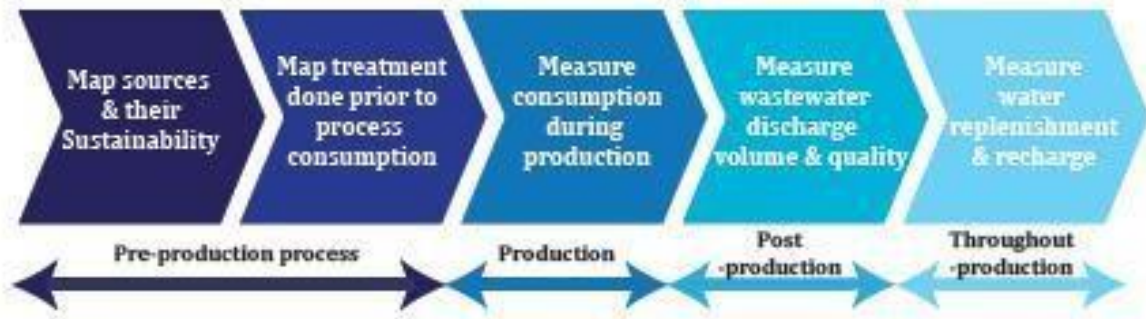 Map sources
& their
Sustainability
Map treatment
done prior to
process
consumption
Measure
consumption
during
production
Measure
wastewater
discharge
volume & quality
Measure
water
replenishment
& recharge
Pre-production process
Production
Post
-production
Throughout
-production